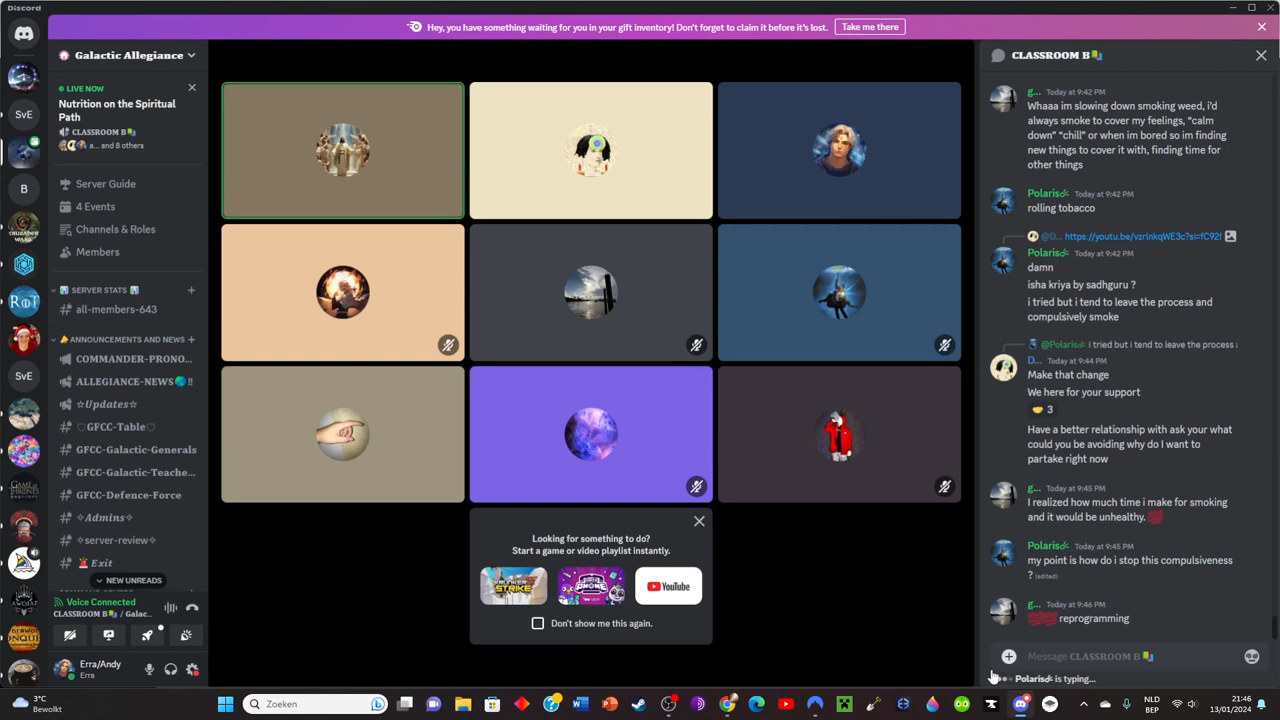 Discord
Hey, you have something waiting for you in your gift inventory! Don't forget to claim it before it's lost.
Take me there
Galactic Allegiance
LIVE NOW
Nutrition on the Spiritual
Path
CLASSROOM B
a... and 8 others
SvE
B
Server Guide
4 Events
Channels & Roles
Members
SERVER STATS
all-members-643
ANNOUNCEMENTS AND NEWS
COMMANDER-PRONO...
ALLEGIANCE-NEWS🌏‼
SvE
☆Updates☆
♡GFCC-Table♡
GFCC-Galactic-Generals
GFCC-Galactic-Teache...
GFCC-Defence-Force
✧Admins✧
✧server-review✧
Exit
NEW UNREADS
Voice Connected
CLASSROOM B / Galac...
Erra/Andy
Erra
Looking for something to do?
Start a game or video playlist instantly.
KRUNKER
STRIKE
YouTube
Don't show me this again.
CLASSROOM B
g... Today at 9:42 PM
Whaaa im slowing down smoking weed, i'd
always smoke to cover my feelings, "calm
down" "chill" or when im bored so im finding
new things to cover it with, finding time for
other things
Polaris Today at 9:42 PM
rolling tobacco
@D... https://youtu.be/vzrlnkqWE3c?si=fC92f
Polaris Today at 9:42 PM
damn
isha kriya by sadhguru ?
i tried but i tend to leave the process and
compulsively smoke
@Polaris i tried but i tend to leave the process a
D... Today at 9:44 PM
Make that change
We here for your support
🤝 3
Have a better relationship with ask your what
could you be avoiding why do I want to
partake right now
g... Today at 9:45 PM
I realized how much time i make for smoking
and it would be unhealthy. 💯
Polaris Today at 9:45 PM
my point is how do i stop this compulsiveness
? (edited)
g... Today at 9:46 PM
💯💯 reprogramming
Message CLASSROOM B
Polaris is typing...
3°C
Bewolkt
Zoeken
NLD
BEP
21:46
13/01/2024